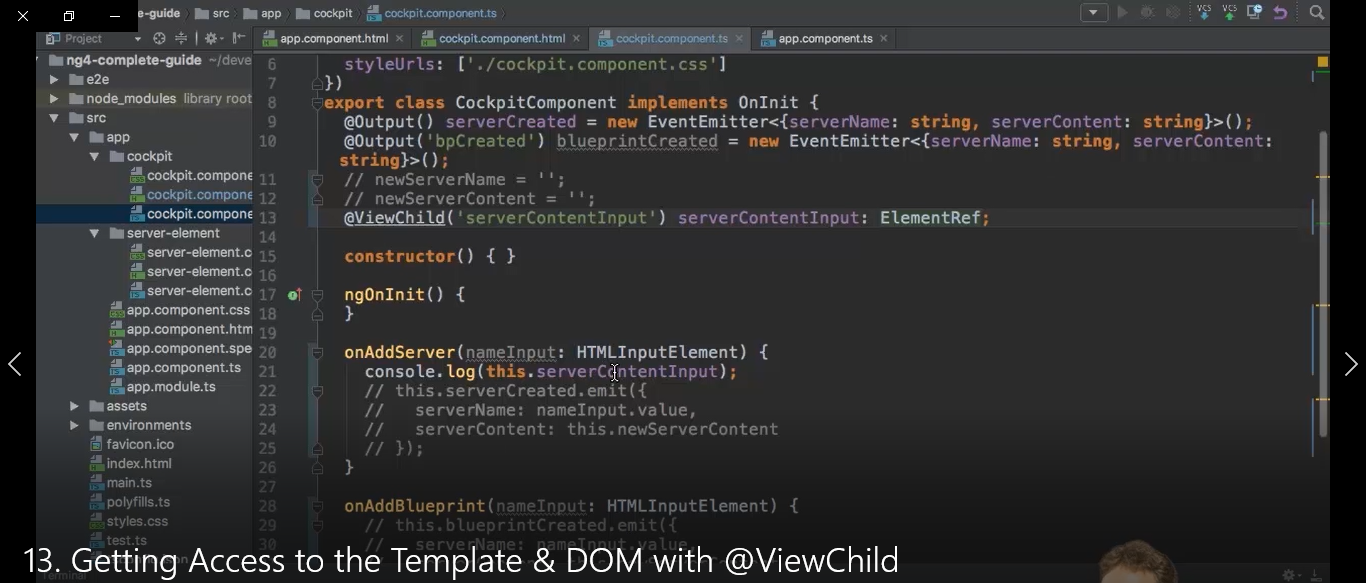 e-guide src app cockpit cockpit.component.ts
VCS VCS
Project
app.component.html cockpit.component.html cockpit.component.ts app.component.ts
ng4-complete-guide ~/deve
e2e
node_modules library root
src
app
cockpit
cockpit.compone
cockpit.compone
cockpit.compone
server-element
server-element.c
server-element.c
server-element.c
app.component.css
app.component.htm
app.component.spe
app.component.ts
app.module.ts
assets
environments
favicon.ico
index.html
main.ts
polyfills.ts
styles.css
test.ts
6 styleUrls: ['./cockpit.component.css']
7 })
8 export class CockpitComponent implements OnInit {
9 @Output() serverCreated = new EventEmitter<{serverName: string, serverContent: string}>();
10 @Output('bpCreated') blueprintCreated = new EventEmitter<{serverName: string, serverContent:
string}>();
11 // newServerName = '';
12 // newServerContent = '';
13 @ViewChild('serverContentInput') serverContentInput: ElementRef;
14
15 constructor() { }
16
17 ngOnInit() {
18 }
19
20 onAddServer(nameInput: HTMLInputElement) {
21 console.log(this.serverContentInput);
22 // this.serverCreated.emit({
23 // serverName: nameInput.value,
24 // serverContent: this.newServerContent
25 // });
26 }
27
28 onAddBlueprint(nameInput: HTMLInputElement) {
29 // this.blueprintCreated.emit({
30 // serverName: nameInput.value,
13. Getting Access to the Template & DOM with @ViewChild
Terminal